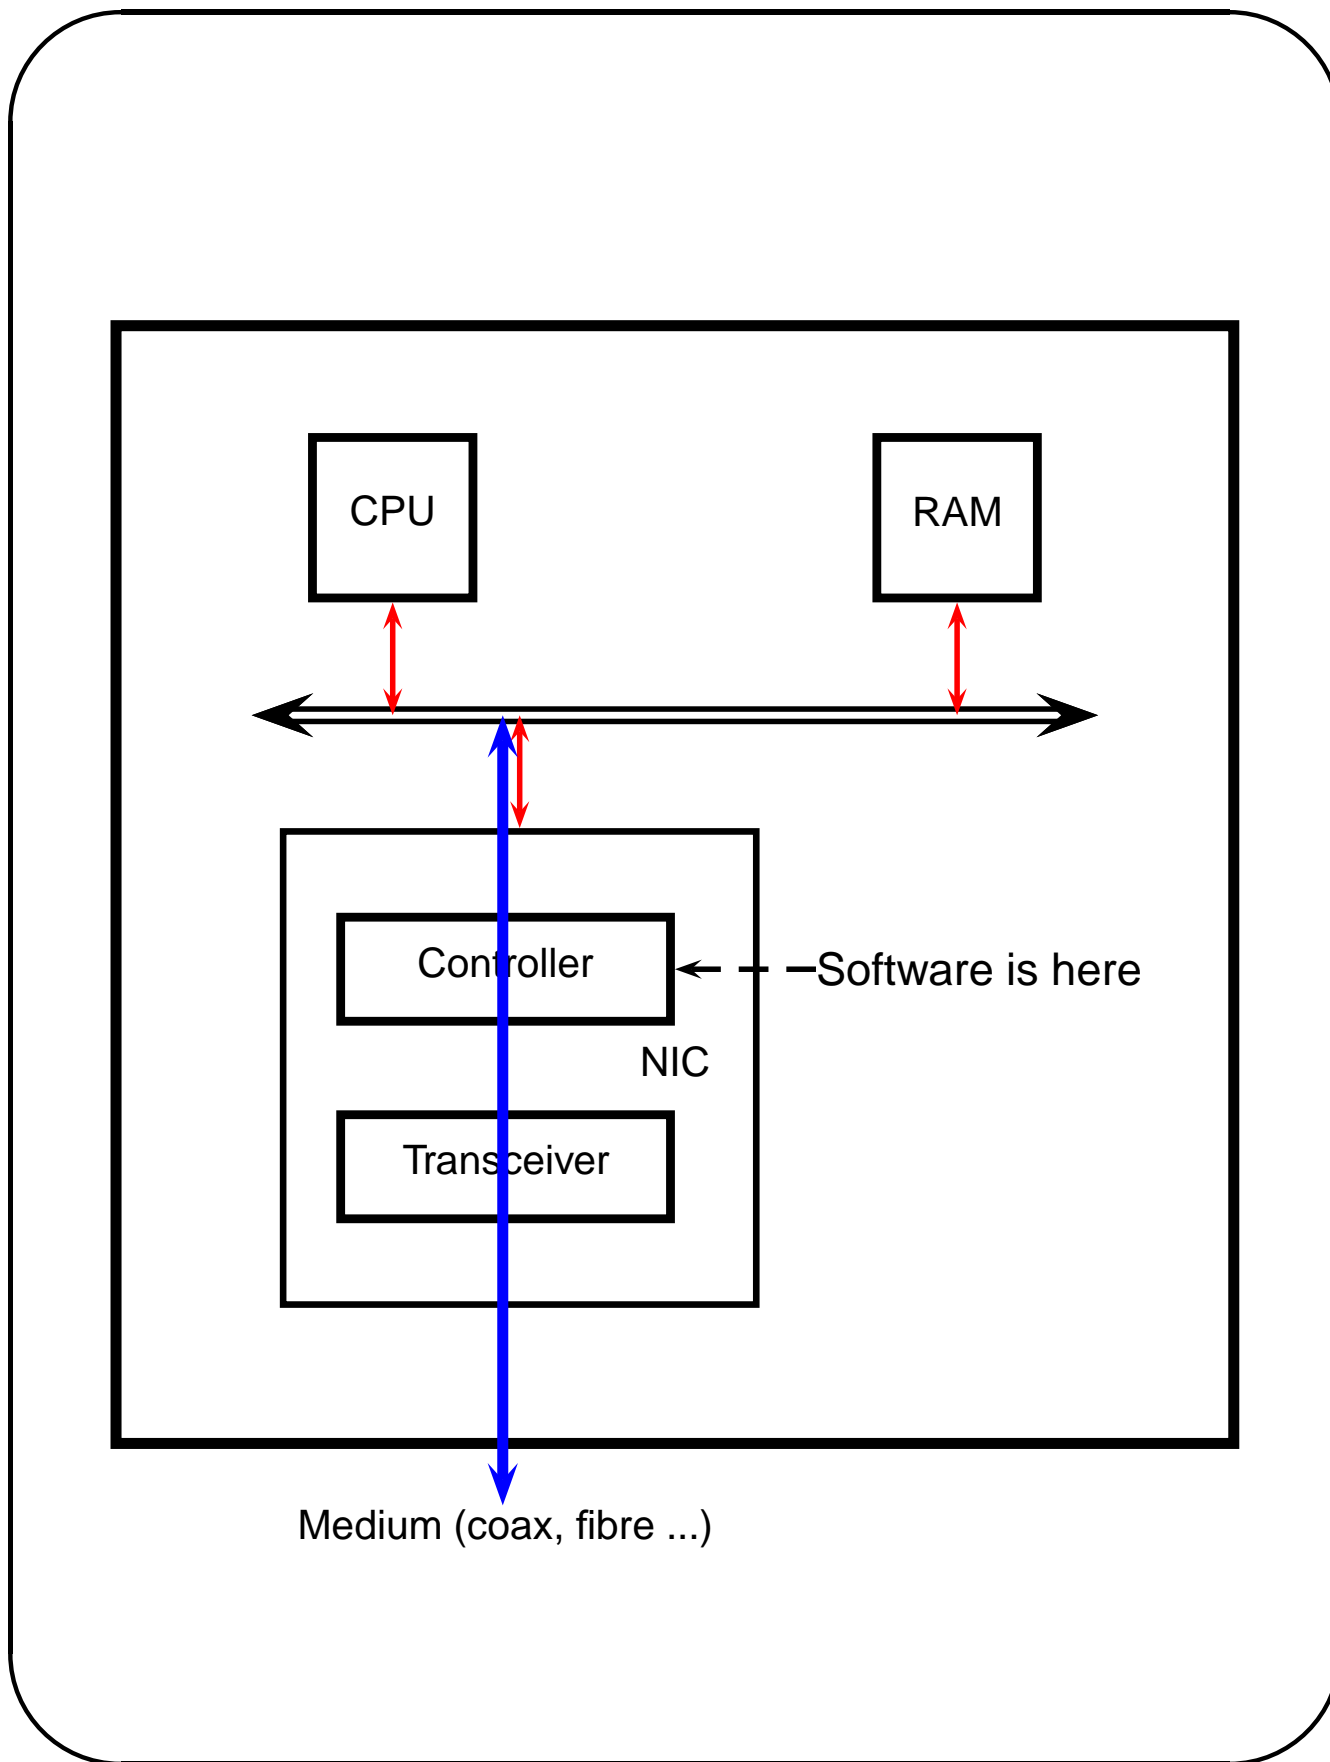 CPU
RAM
Controller
Software is here
NIC
Transceiver
Medium (coax, fibre ...)